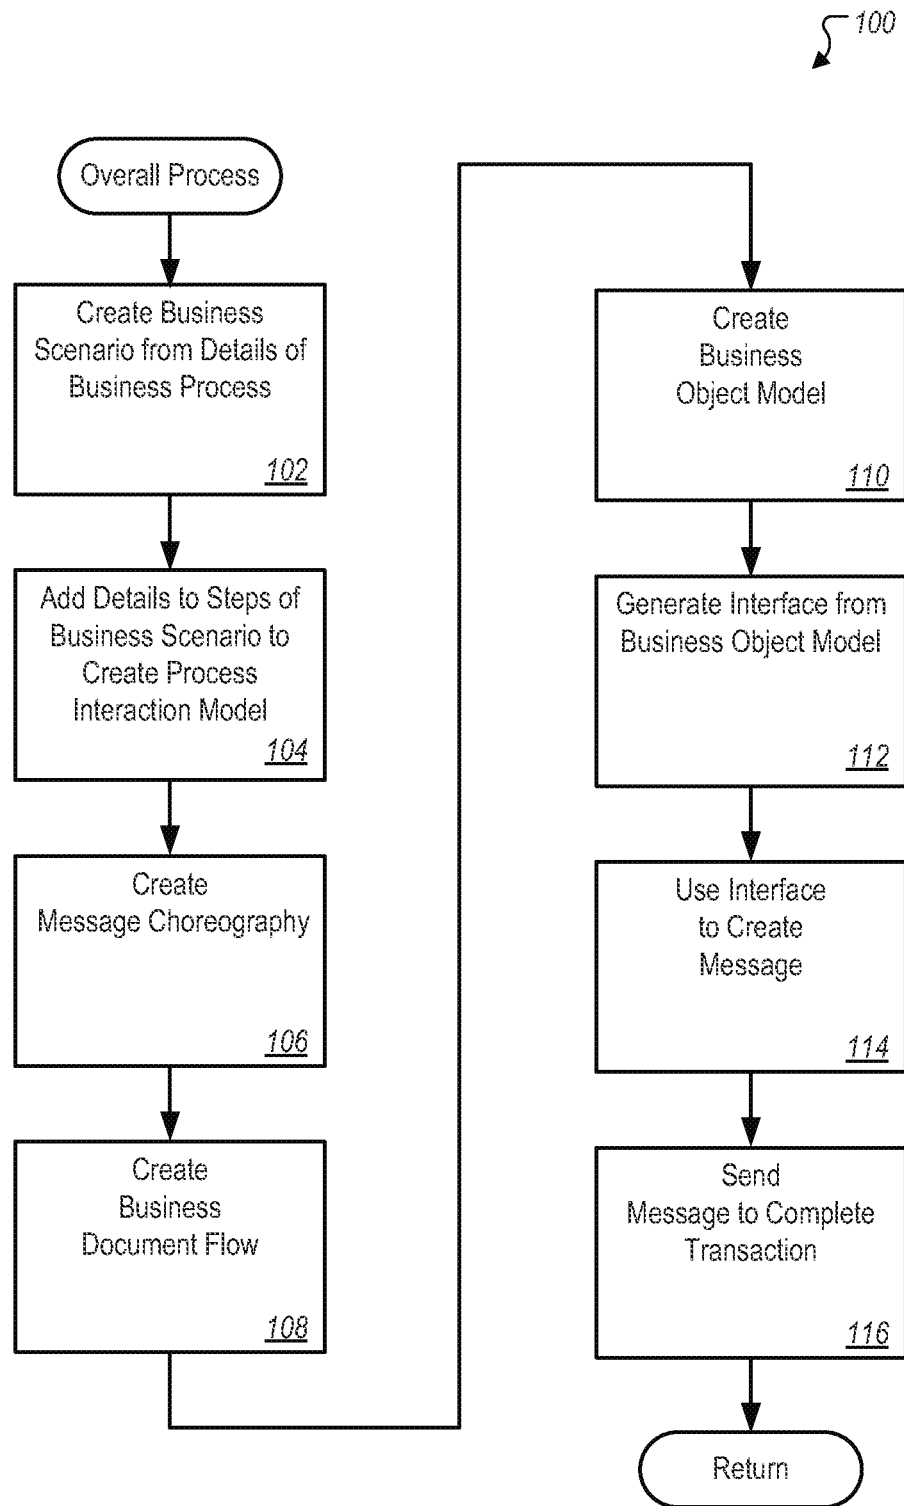 100
Overall Process
Create Business
Scenario from Details of
Business Process
102
Add Details to Steps of
Business Scenario to
Create Process
Interaction Model
104
Create
Message Choreography
106
Create
Business
Document Flow
108
Create
Business
Object Model
110
Generate Interface from
Business Object Model
112
Use Interface
to Create
Message
114
Send
Message to Complete
Transaction
116
Return